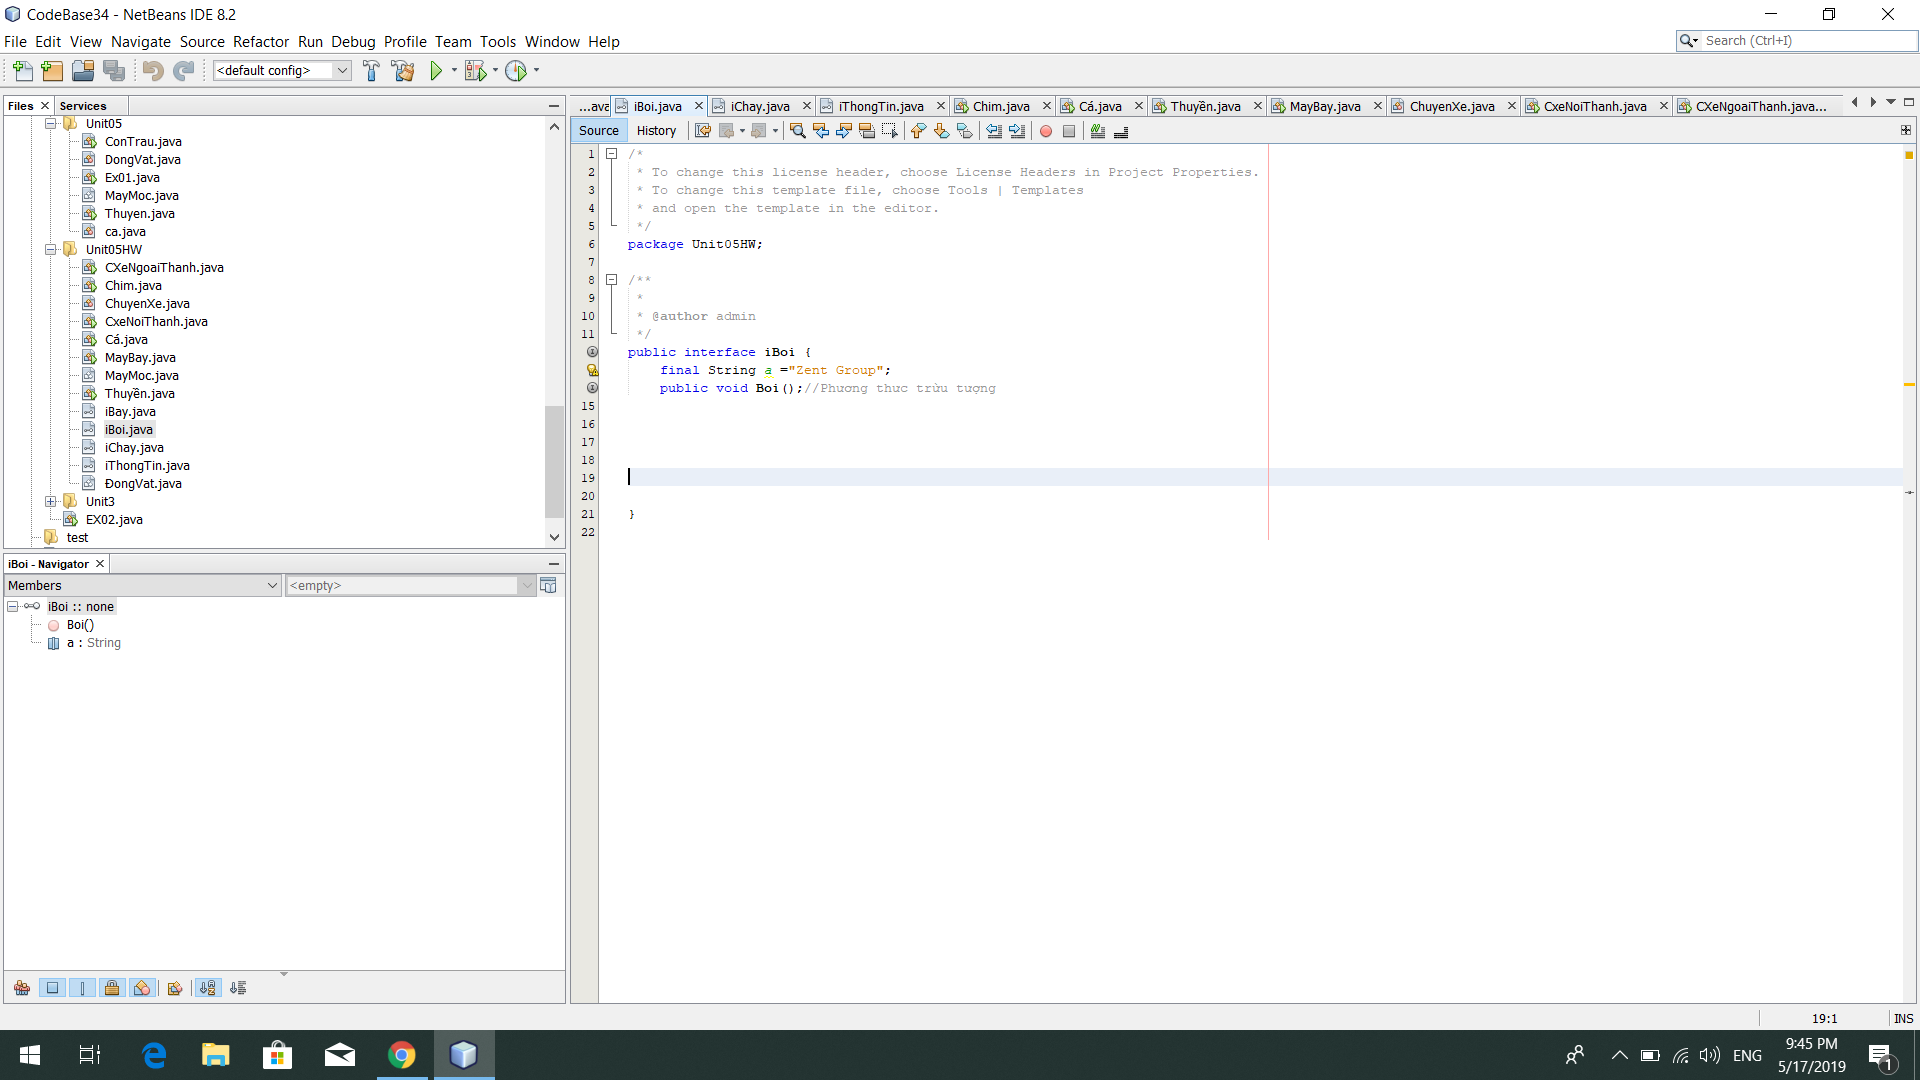 CodeBase34 - NetBeans IDE 8.2
File Edit View Navigate Source Refactor Run Debug Profile Team Tools Window Help
Search (Ctrl+I)
<default config>
Files
Services
Unit05
ConTrau.java
DongVat.java
Ex01.java
MayMoc.java
Thuyen.java
ca.java
Unit05HW
CXeNgoaiThanh.java
Chim.java
ChuyenXe.java
CxeNoiThanh.java
Cá.java
MayBay.java
MayMoc.java
Thuyền.java
iBay.java
iBoi.java
iChay.java
iThongTin.java
ĐongVat.java
Unit3
EX02.java
test
iBoi - Navigator
Members
<empty>
iBoi :: none
Boi()
a : String
...ava iBoi.java iChay.java iThongTin.java Chim.java Cá.java Thuyền.java MayBay.java ChuyenXe.java CxeNoiThanh.java CXeNgoaiThanh.java...
Source History
1 /*
2 * To change this license header, choose License Headers in Project Properties.
3 * To change this template file, choose Tools | Templates
4 * and open the template in the editor.
5 */
6 package Unit05HW;
7
8 /**
9 *
10 * @author admin
11 */
public interface iBoi {
final String a ="Zent Group";
public void Boi();//Phương thưc trừu tượng
15
16
17
18
19
20
21 }
22
19:1 INS
ENG
9:45 PM
5/17/2019
1